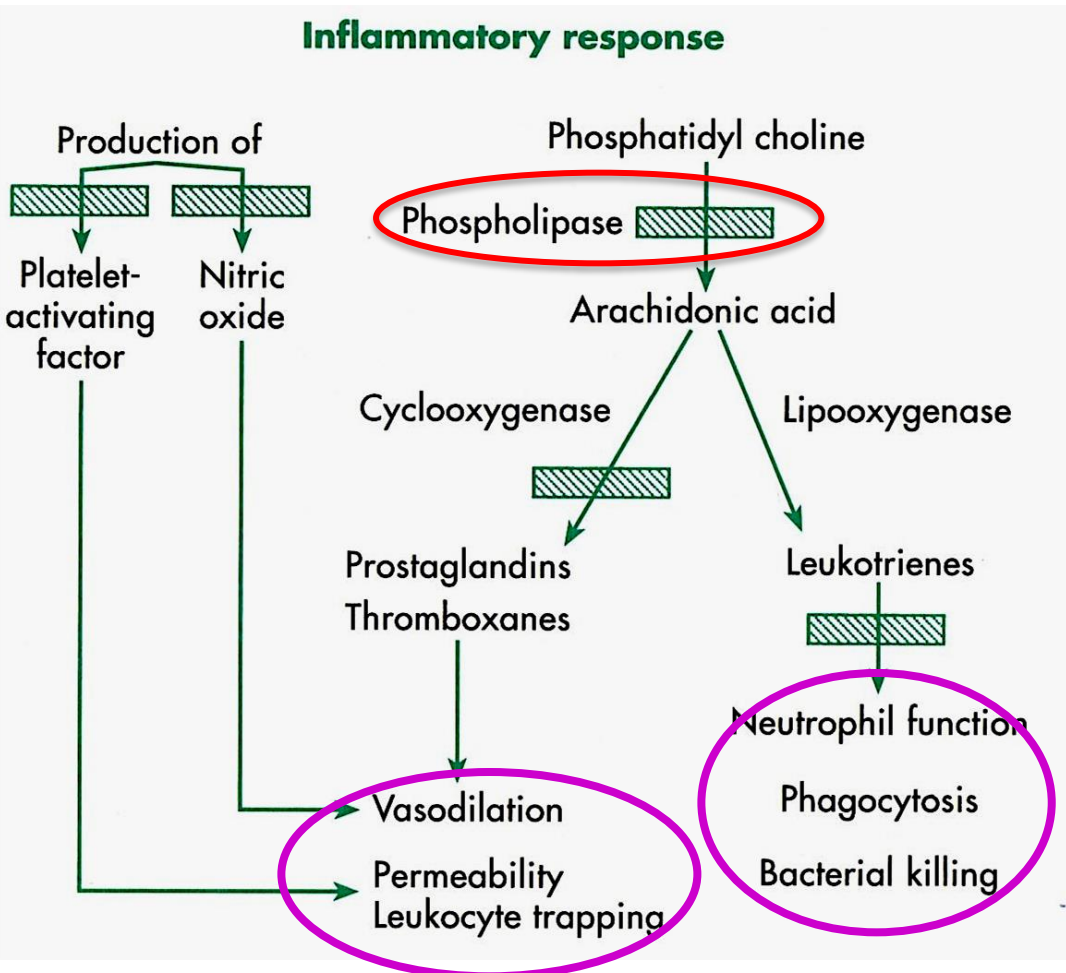 Inflammatory response
Production of
Phosphatidyl choline
Phospholipase
Platelet-
activating
factor
Nitric
oxide
Arachidonic acid
Cyclooxygenase
Lipooxygenase
Prostaglandins
Thromboxanes
Leukotrienes
Neutrophil function
Phagocytosis
Bacterial killing
Vasodilation
Permeability
Leukocyte trapping